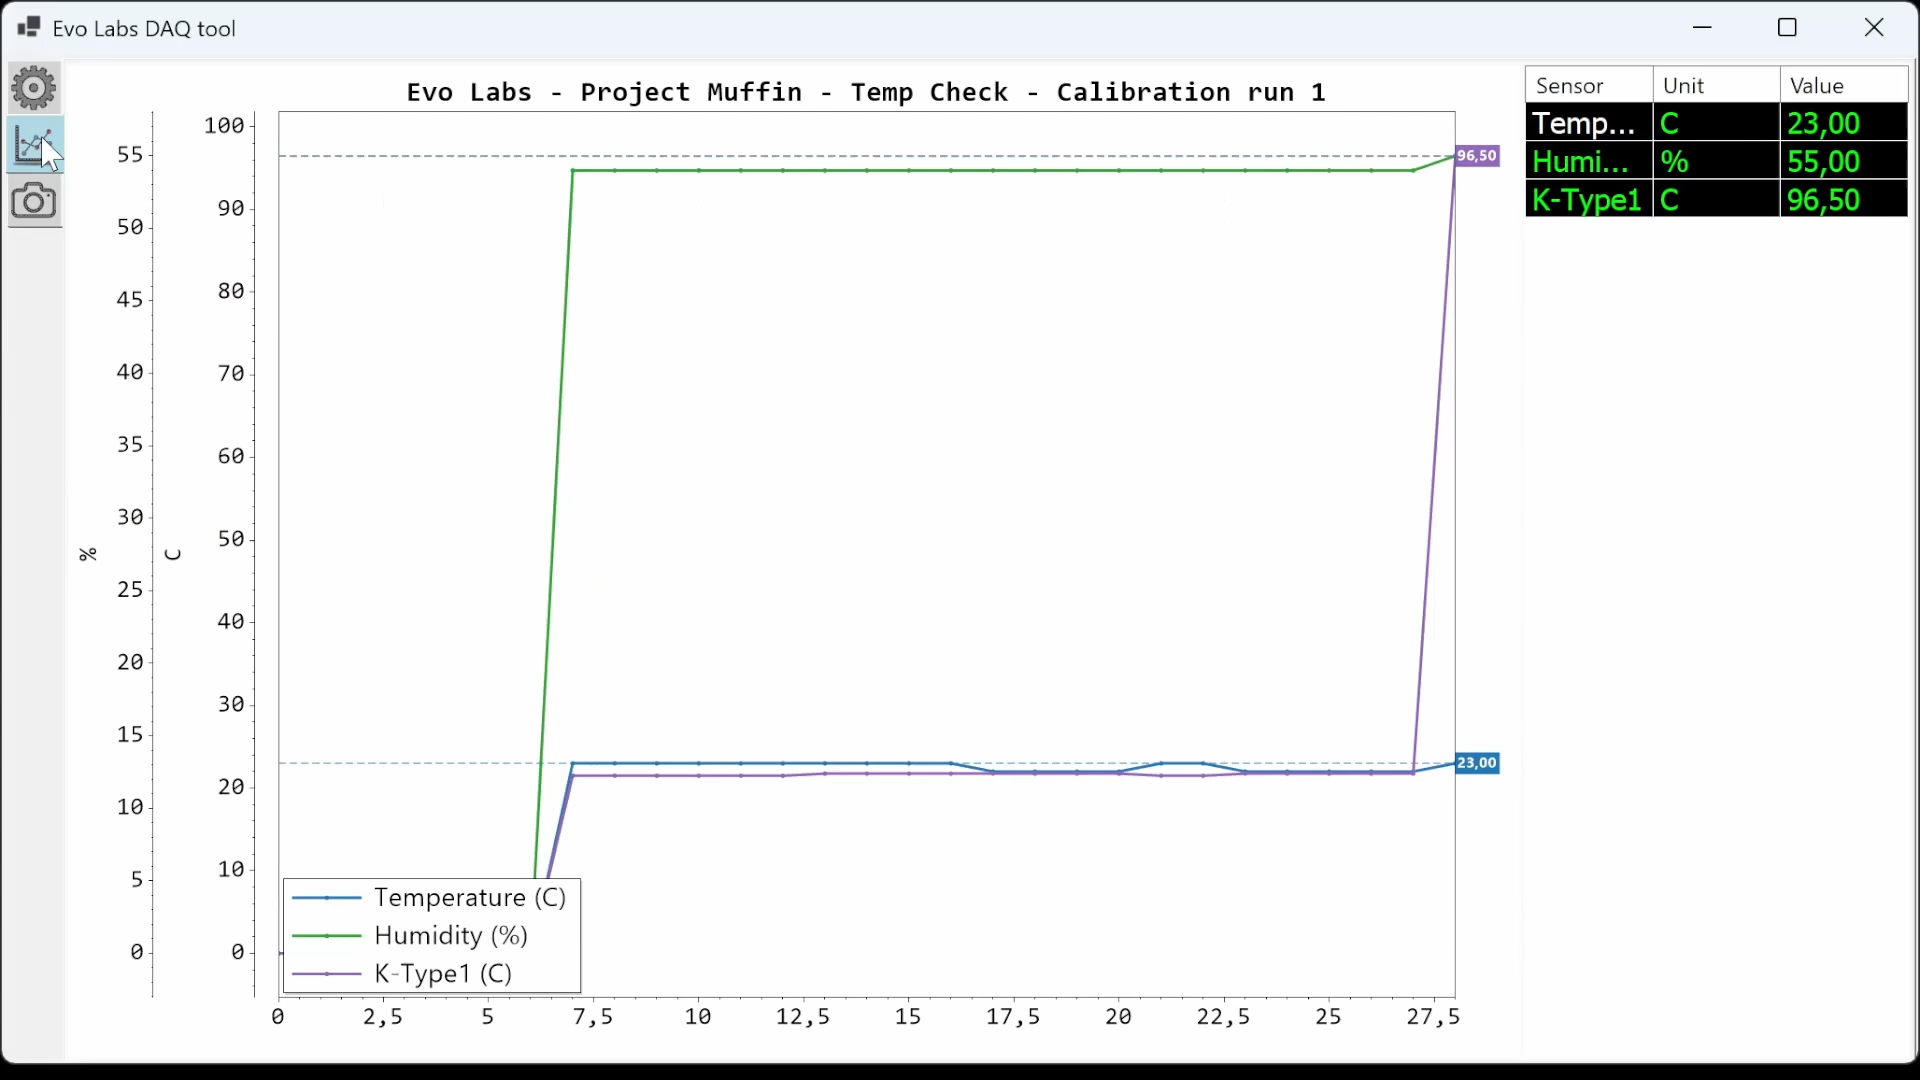 Evo Labs DAQ tool
Evo Labs - Project Muffin - Temp Check - Calibration run 1
Sensor Unit Value
Temp... C 23,00
Humi... % 55,00
K-Type1 C 96,50
55
50
45
40
35
30
25
20
15
10
5
0
%
100
90
80
70
60
50
40
30
20
10
0
C
96,50
23,00
Temperature (C)
Humidity (%)
K-Type1 (C)
0 2,5 5 7,5 10 12,5 15 17,5 20 22,5 25 27,5